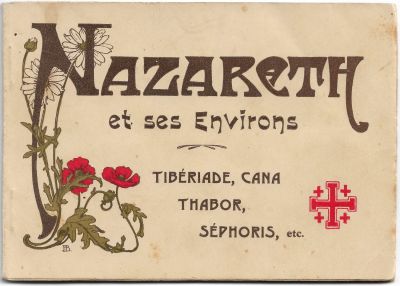 NAZARETH
et ses Environs
TIBÉRIADE, CANA
THABOR,
SÉPHORIS, etc.